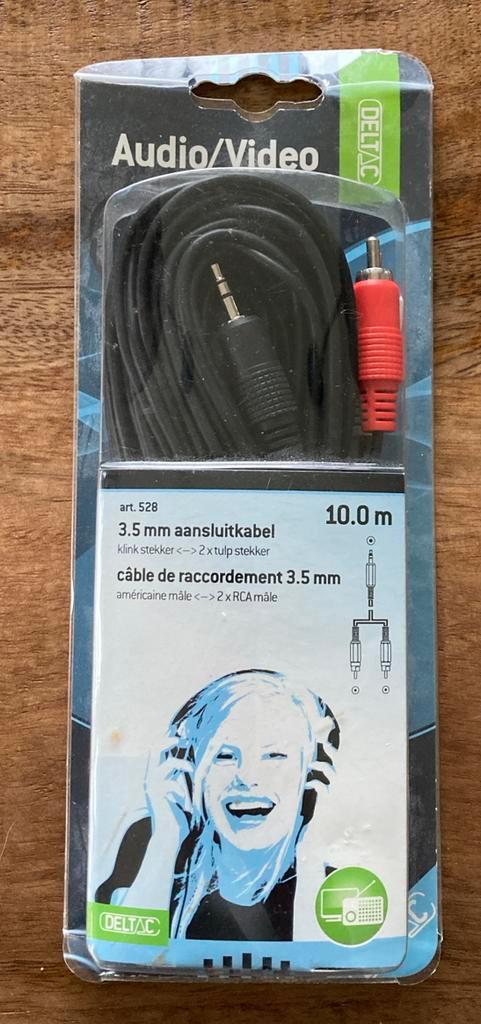 Audio/Video
DELTAC
art. 528
10.0 m
3.5 mm aansluitkabel
klink stekker <--> 2 x tulp stekker
câble de raccordement 3.5 mm
américaine mâle <--> 2 x RCA mâle
DELTAC